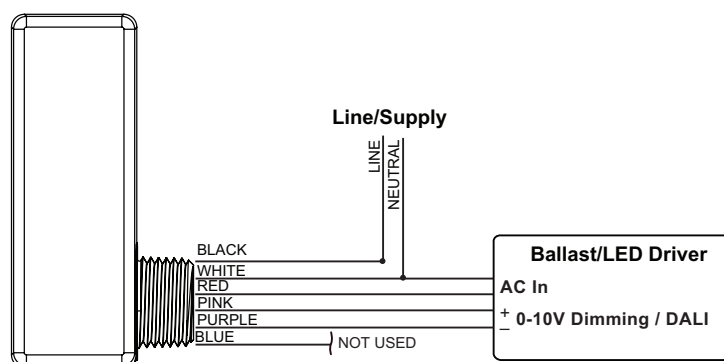 Line/Supply
LINE
NEUTRAL
BLACK
WHITE
RED
PINK
PURPLE
BLUE
NOT USED
Ballast/LED Driver
AC In
+ 0-10V Dimming / DALI
–